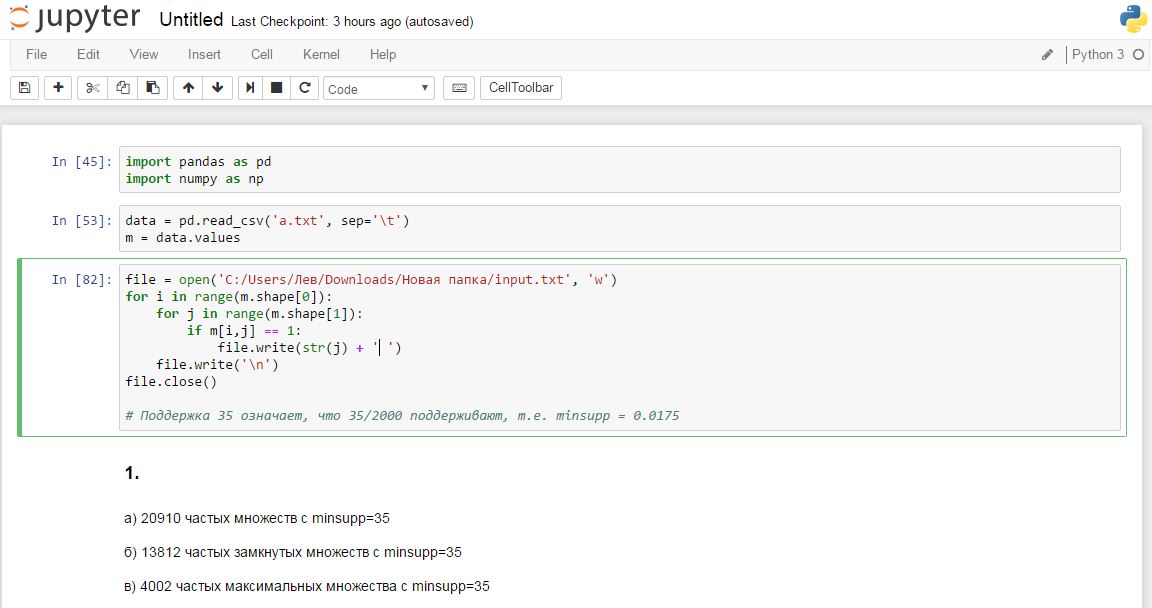 jupyter Untitled Last Checkpoint: 3 hours ago (autosaved)
File Edit View Insert Cell Kernel Help Python 3
Code CellToolbar
In [45]: import pandas as pd
import numpy as np
In [53]: data = pd.read_csv('a.txt', sep='\t')
m = data.values
In [82]: file = open('C:/Users/Лев/Downloads/Новая папка/input.txt', 'w')
for i in range(m.shape[0]):
    for j in range(m.shape[1]):
        if m[i,j] == 1:
            file.write(str(j) + ' ')
    file.write('\n')
file.close()
# Поддержка 35 означает, что 35/2000 поддерживают, т.е. minsupp = 0.0175
1.
а) 20910 частых множеств с minsupp=35
б) 13812 частых замкнутых множеств с minsupp=35
в) 4002 частых максимальных множества с minsupp=35